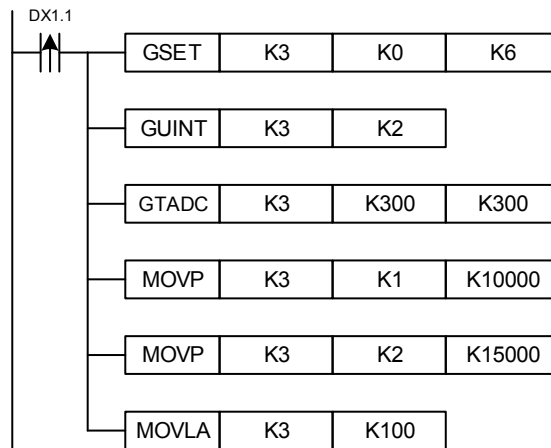 DX1.1
GSET K3 K0 K6
GUINT K3 K2
GTADC K3 K300 K300
MOVP K3 K1 K10000
MOVP K3 K2 K15000
MOVLA K3 K100